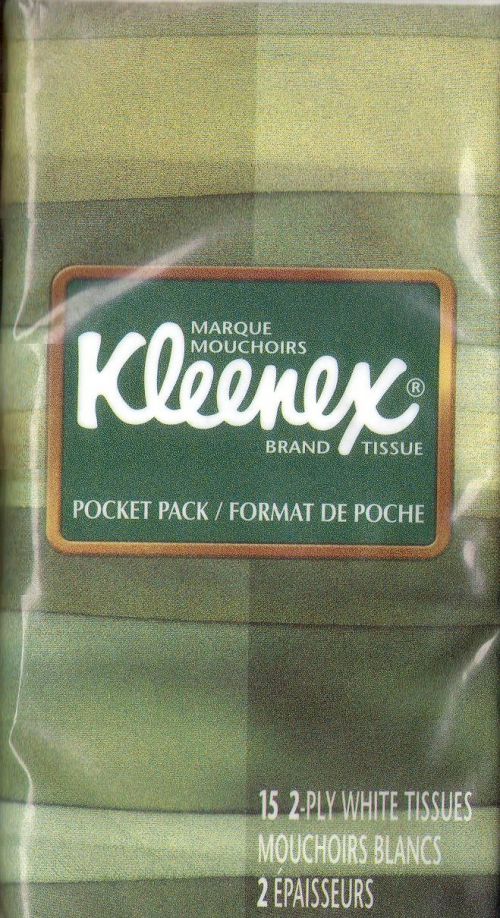 MARQUE
MOUCHOIRS
Kleenex®
BRAND TISSUE
POCKET PACK / FORMAT DE POCHE
15 2-PLY WHITE TISSUES
MOUCHOIRS BLANCS
2 ÉPAISSEURS